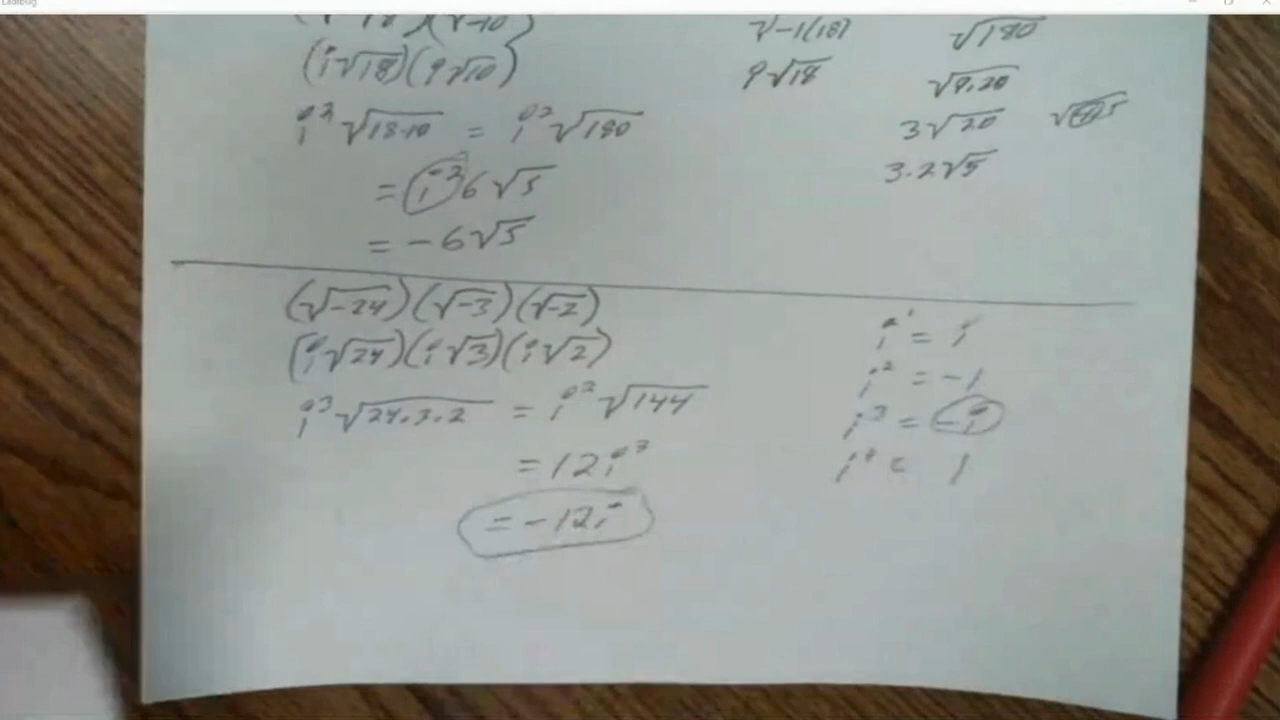 (√-18)(√-10)
(i√18)(i√10)
i²√18·10 = i²√180
= i² 6√5
= -6√5
√-1(18)
i√18
√180
√9·20
3√20
3·2√5
(√-24)(√-3)(√-2)
(i√24)(i√3)(i√2)
i³√24·3·2 = i³√144
= 12i³
= -12i
i¹ = i
i² = -1
i³ = -i
i⁴ = 1